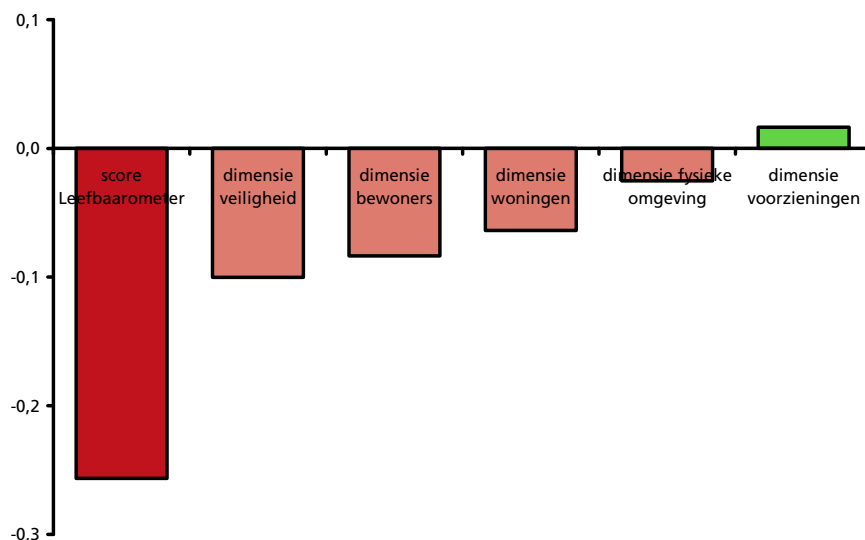 0,1
0,0
score
Leefbaarometer
dimensie
veiligheid
dimensie
bewoners
dimensie
woningen
dimensie fysieke
omgeving
dimensie
voorzieningen
-0,1
-0,2
-0,3